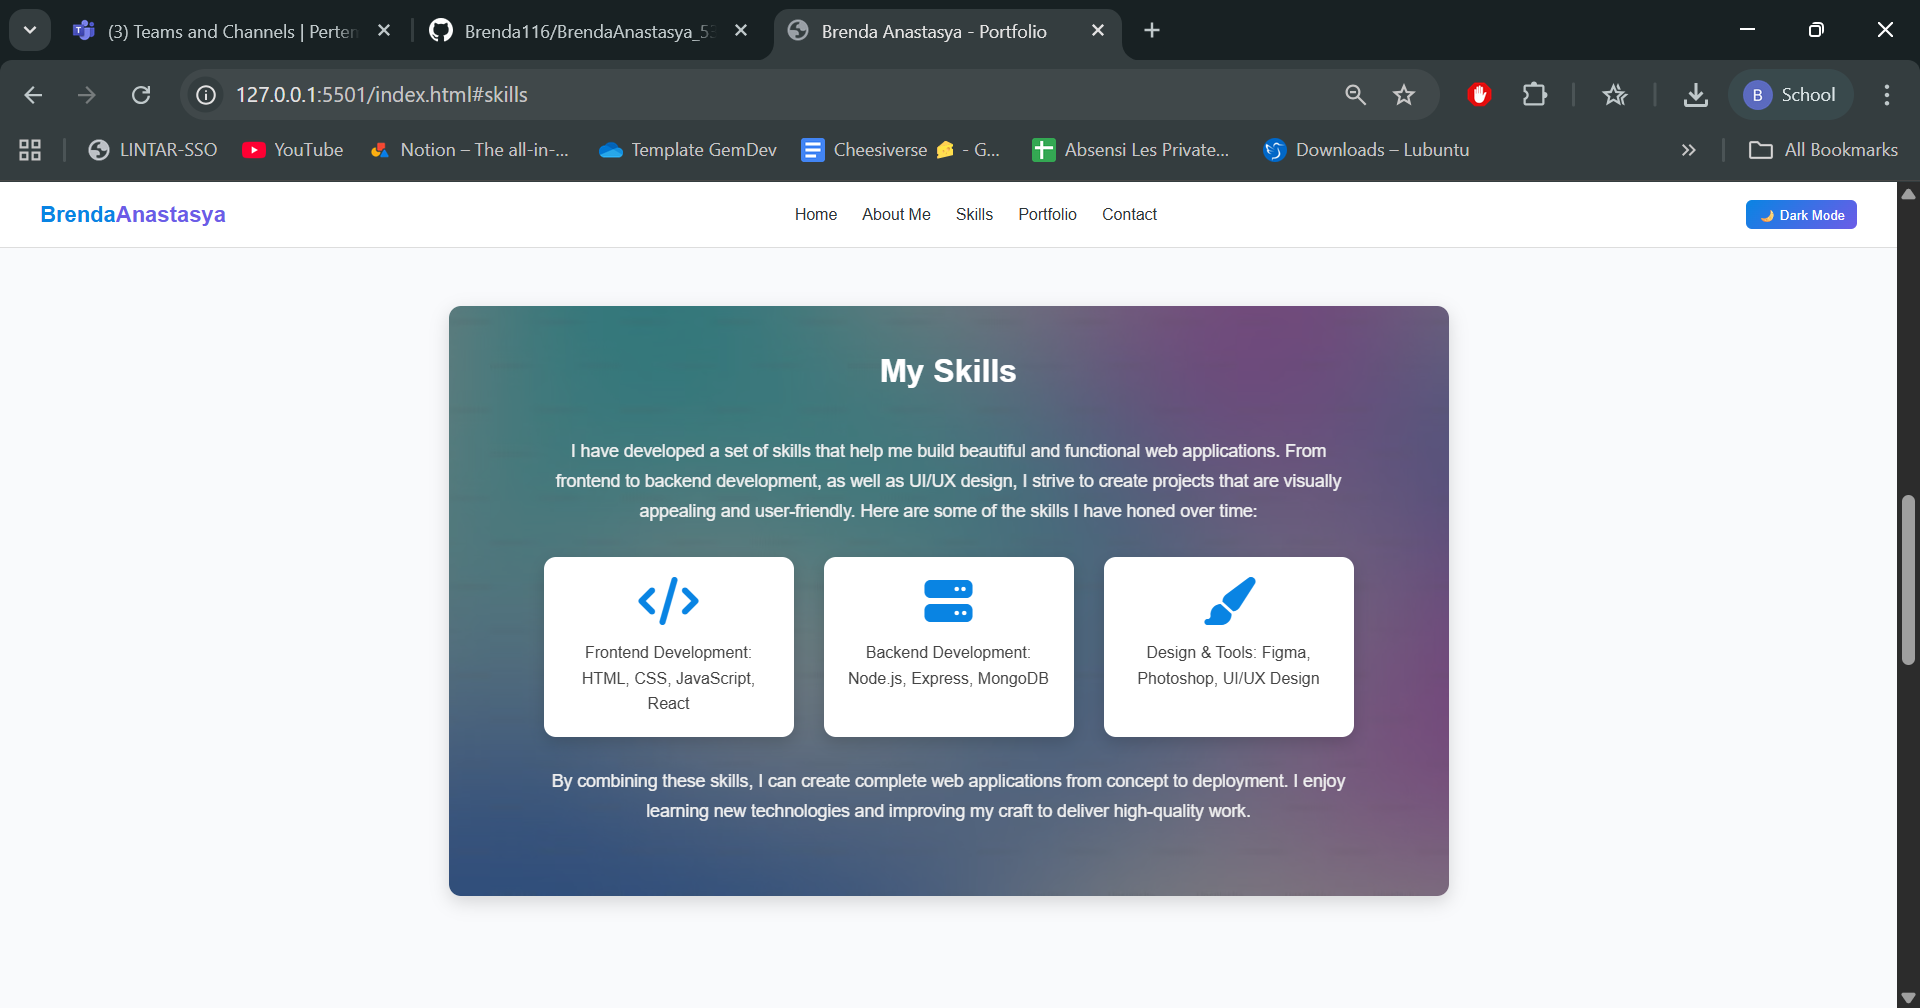 (3) Teams and Channels | Perten
Brenda116/BrendaAnastasya_53
Brenda Anastasya - Portfolio
127.0.0.1:5501/index.html#skills
B School
LINTAR-SSO
YouTube
Notion – The all-in-...
Template GemDev
Cheesiverse 🧀 - G...
Absensi Les Private...
Downloads – Lubuntu
All Bookmarks
BrendaAnastasya
Home
About Me
Skills
Portfolio
Contact
🌙 Dark Mode
My Skills
I have developed a set of skills that help me build beautiful and functional web applications. From
frontend to backend development, as well as UI/UX design, I strive to create projects that are visually
appealing and user-friendly. Here are some of the skills I have honed over time:
Frontend Development:
HTML, CSS, JavaScript,
React
Backend Development:
Node.js, Express, MongoDB
Design & Tools: Figma,
Photoshop, UI/UX Design
By combining these skills, I can create complete web applications from concept to deployment. I enjoy
learning new technologies and improving my craft to deliver high-quality work.